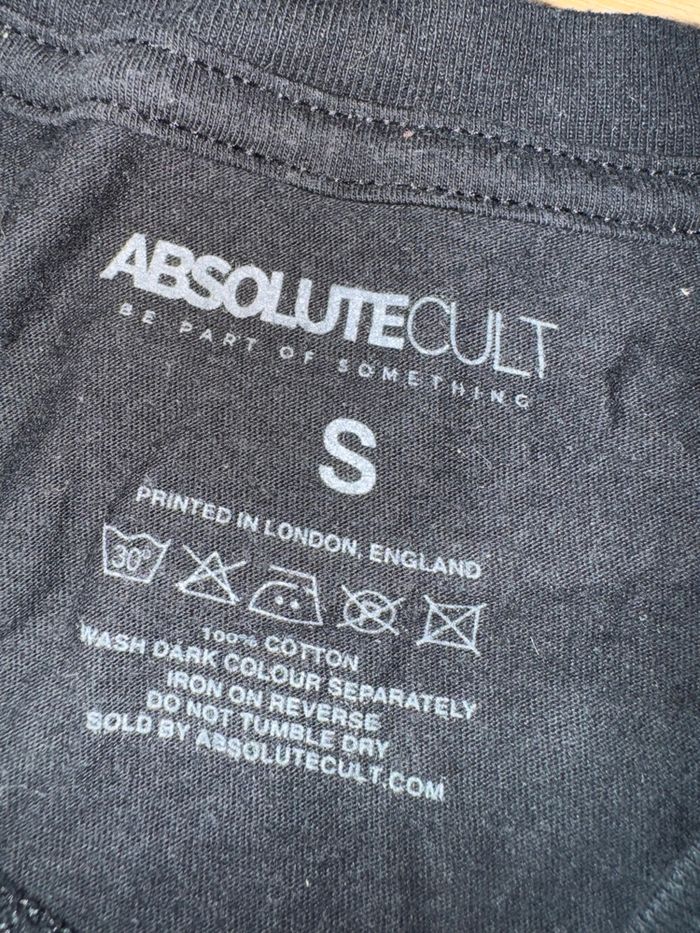 ABSOLUTECULT
BE PART OF SOMETHING
S
PRINTED IN LONDON, ENGLAND
30°
100% COTTON
WASH DARK COLOUR SEPARATELY
IRON ON REVERSE
DO NOT TUMBLE DRY
SOLD BY ABSOLUTECULT.COM